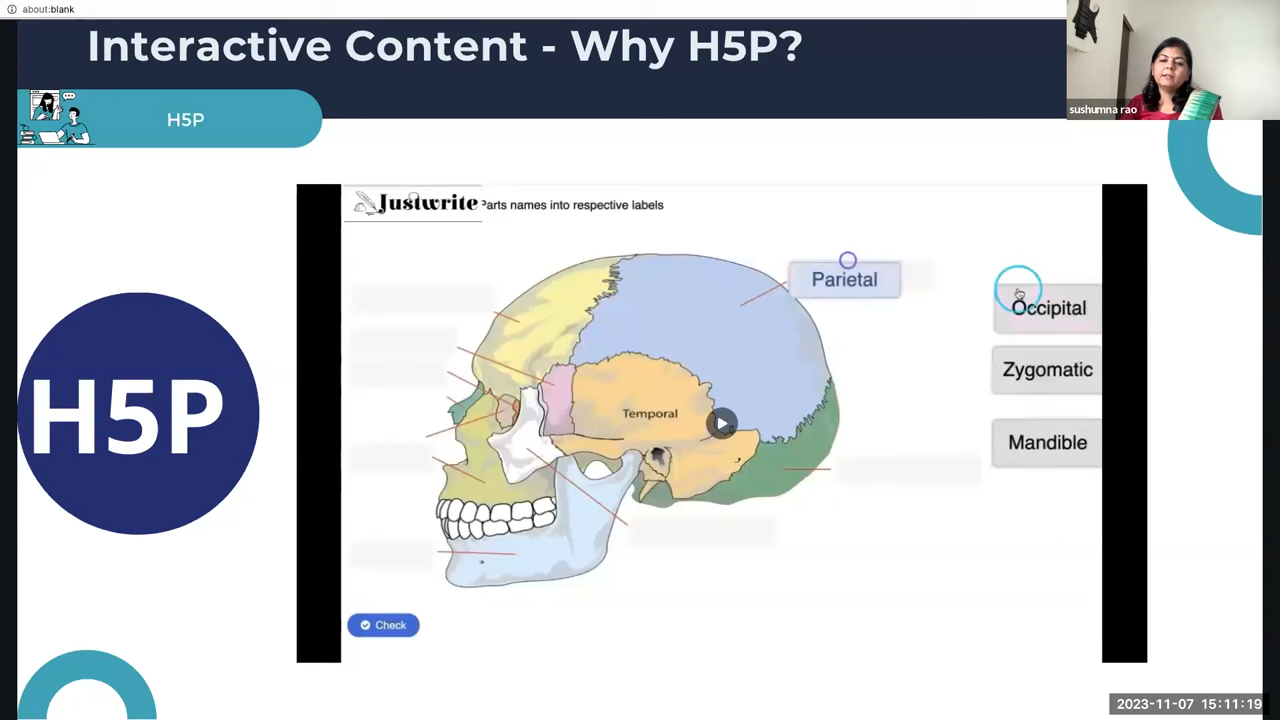 about:blank
Interactive Content - Why H5P?
sushumna rao
H5P
Justwrite Parts names into respective labels
Parietal
Occipital
Zygomatic
Temporal
Mandible
H5P
Check
2023-11-07 15:11:19